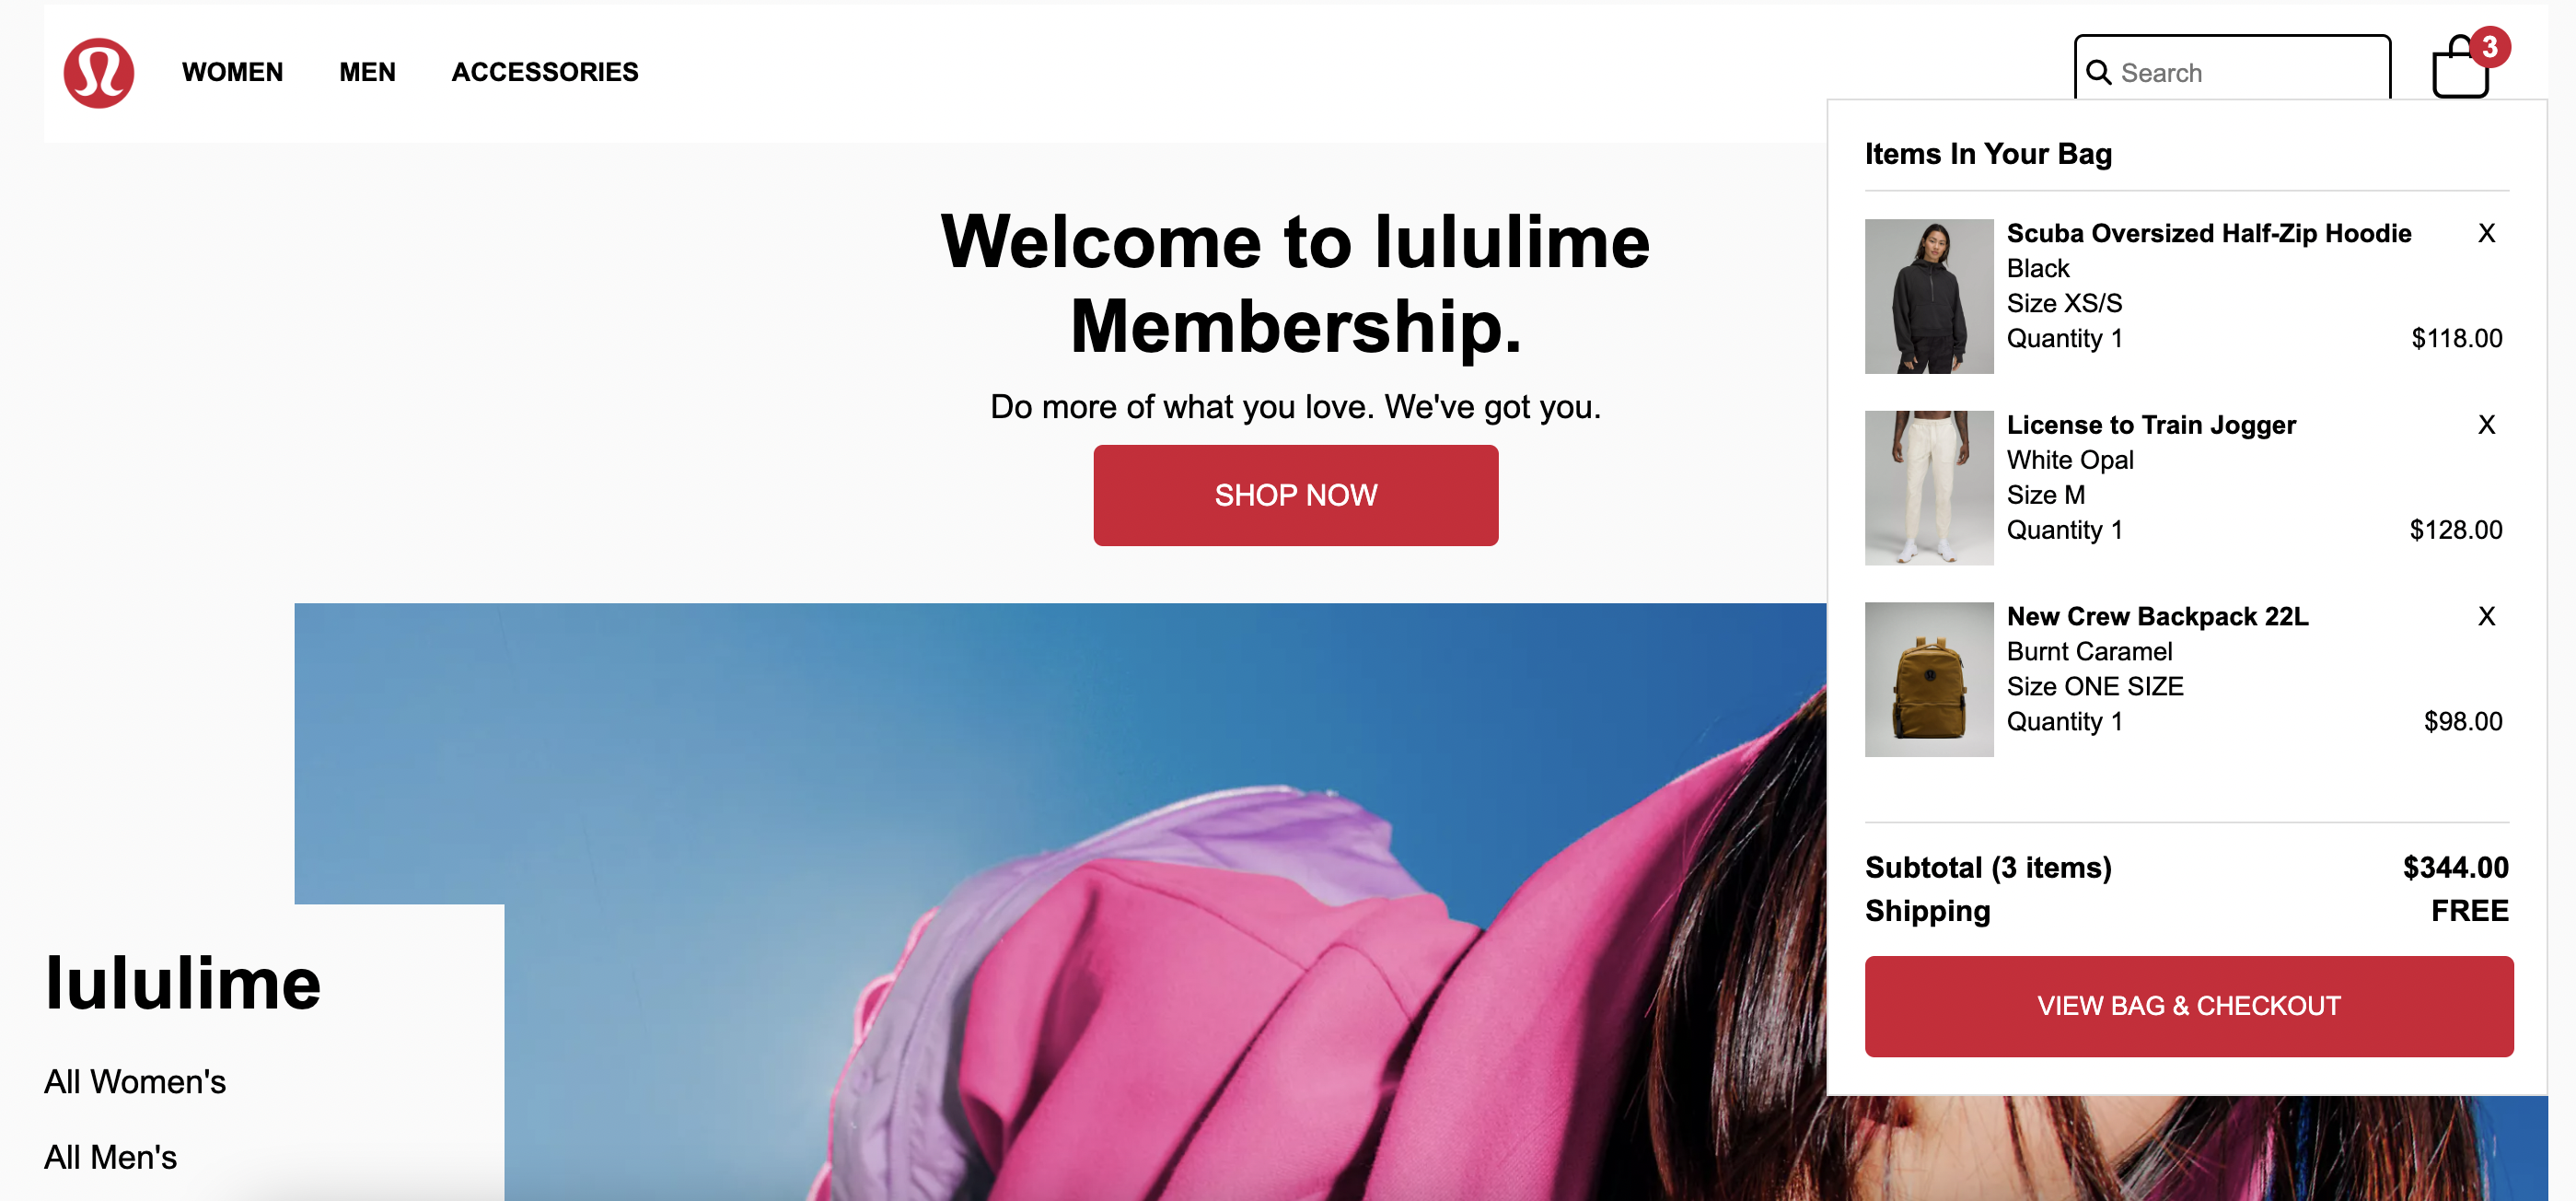 WOMEN MEN ACCESSORIES
Search
3
Items In Your Bag
Scuba Oversized Half-Zip Hoodie X
Black
Size XS/S
Quantity 1 $118.00
License to Train Jogger X
White Opal
Size M
Quantity 1 $128.00
New Crew Backpack 22L X
Burnt Caramel
Size ONE SIZE
Quantity 1 $98.00
Subtotal (3 items) $344.00
Shipping FREE
VIEW BAG & CHECKOUT
Welcome to lululime
Membership.
Do more of what you love. We've got you.
SHOP NOW
lululime
All Women's
All Men's